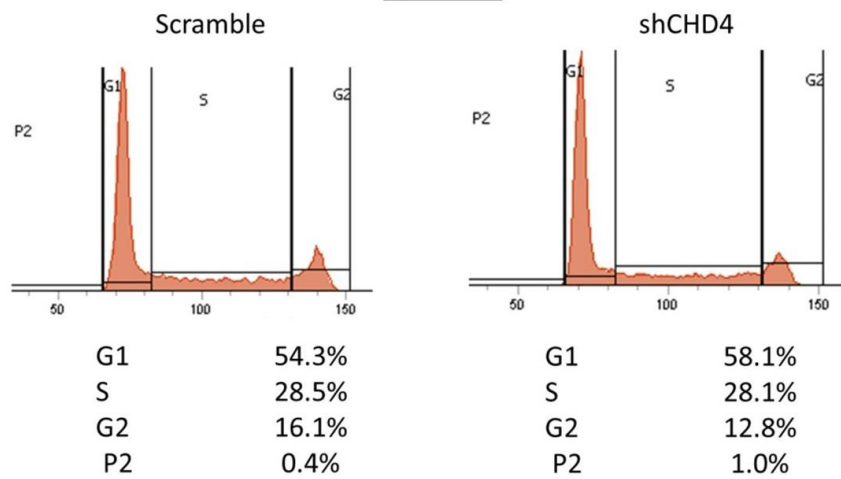 Scramble
G1
S
G2
P2
50 100 150
G1 54.3%
S 28.5%
G2 16.1%
P2 0.4%
shCHD4
G1
S
G2
P2
50 100 150
G1 58.1%
S 28.1%
G2 12.8%
P2 1.0%